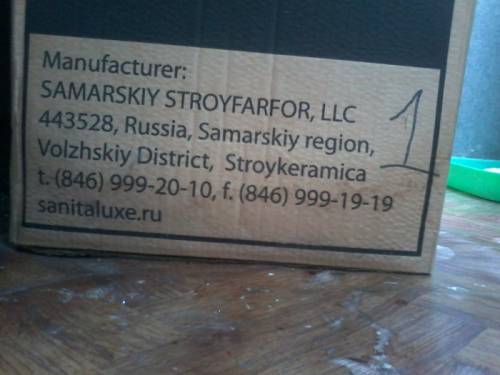 Manufacturer:
SAMARSKIY STROYFARFOR, LLC
443528, Russia, Samarskiy region,
Volzhskiy District, Stroykeramica
t. (846) 999-20-10, f. (846) 999-19-19
sanitaluxe.ru
1